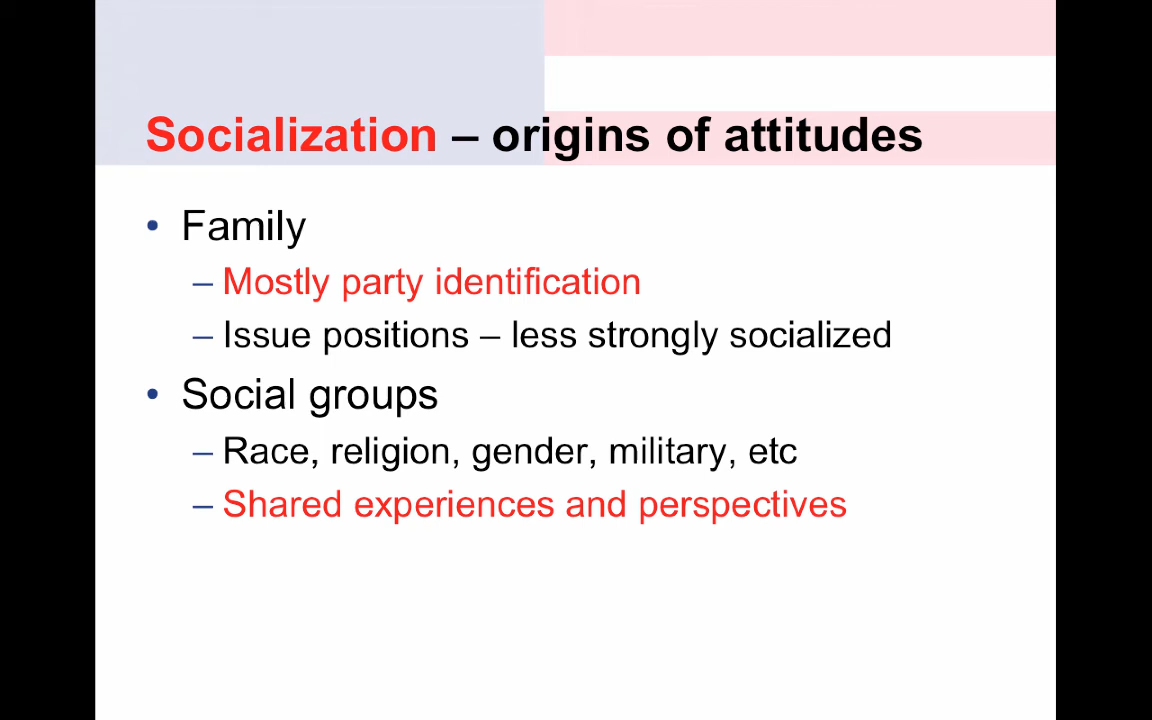 Socialization – origins of attitudes
• Family
– Mostly party identification
– Issue positions – less strongly socialized
• Social groups
– Race, religion, gender, military, etc
– Shared experiences and perspectives